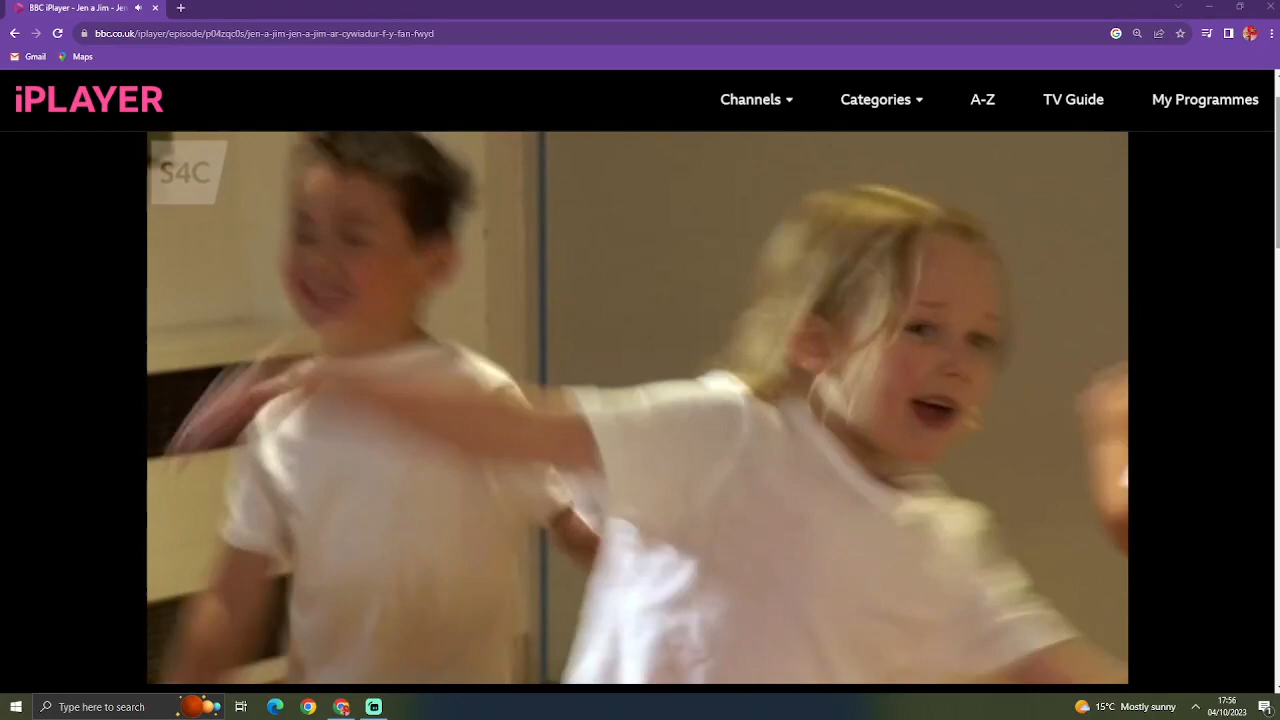 BBC iPlayer - Jen a Jim - Jen
bbc.co.uk/iplayer/episode/p04zqc0s/jen-a-jim-jen-a-jim-ar-cywiadur-f-y-fan-fwyd
Gmail Maps
iPLAYER Channels Categories A-Z TV Guide My Programmes
S4C
Type here to search
15°C Mostly sunny
17:56
04/10/2023